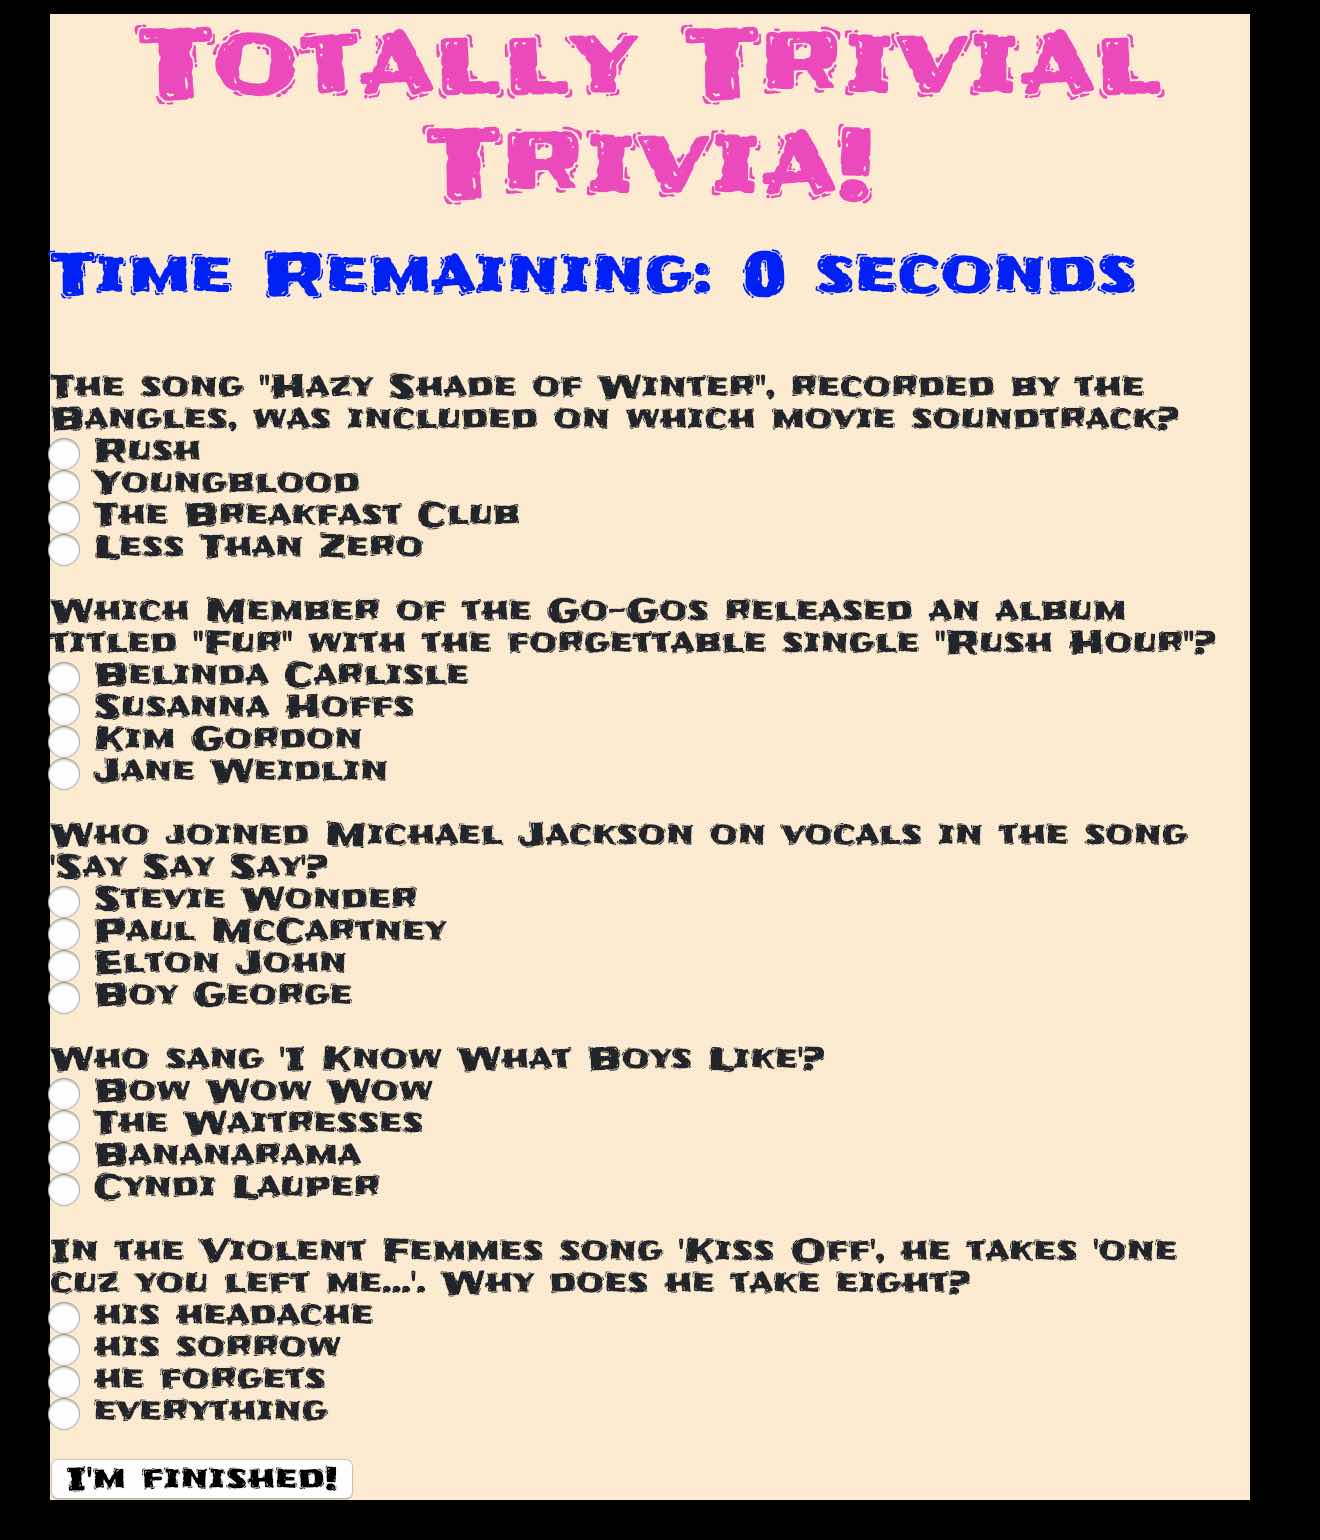 Totally Trivial
Trivia!
Time Remaining: 0 seconds
The song "Hazy Shade of Winter", recorded by the
Bangles, was included on which movie soundtrack?
Rush
Youngblood
The Breakfast Club
Less Than Zero
Which Member of the Go-Gos released an album
titled "Fur" with the forgettable single "Rush Hour"?
Belinda Carlisle
Susanna Hoffs
Kim Gordon
Jane Weidlin
Who joined Michael Jackson on vocals in the song
'Say Say Say'?
Stevie Wonder
Paul McCartney
Elton John
Boy George
Who sang 'I Know What Boys Like'?
Bow Wow Wow
The Waitresses
Bananarama
Cyndi Lauper
In the Violent Femmes song 'Kiss Off', he takes 'one
cuz you left me...'. Why does he take eight?
his headache
his sorrow
he forgets
everything
I'm finished!